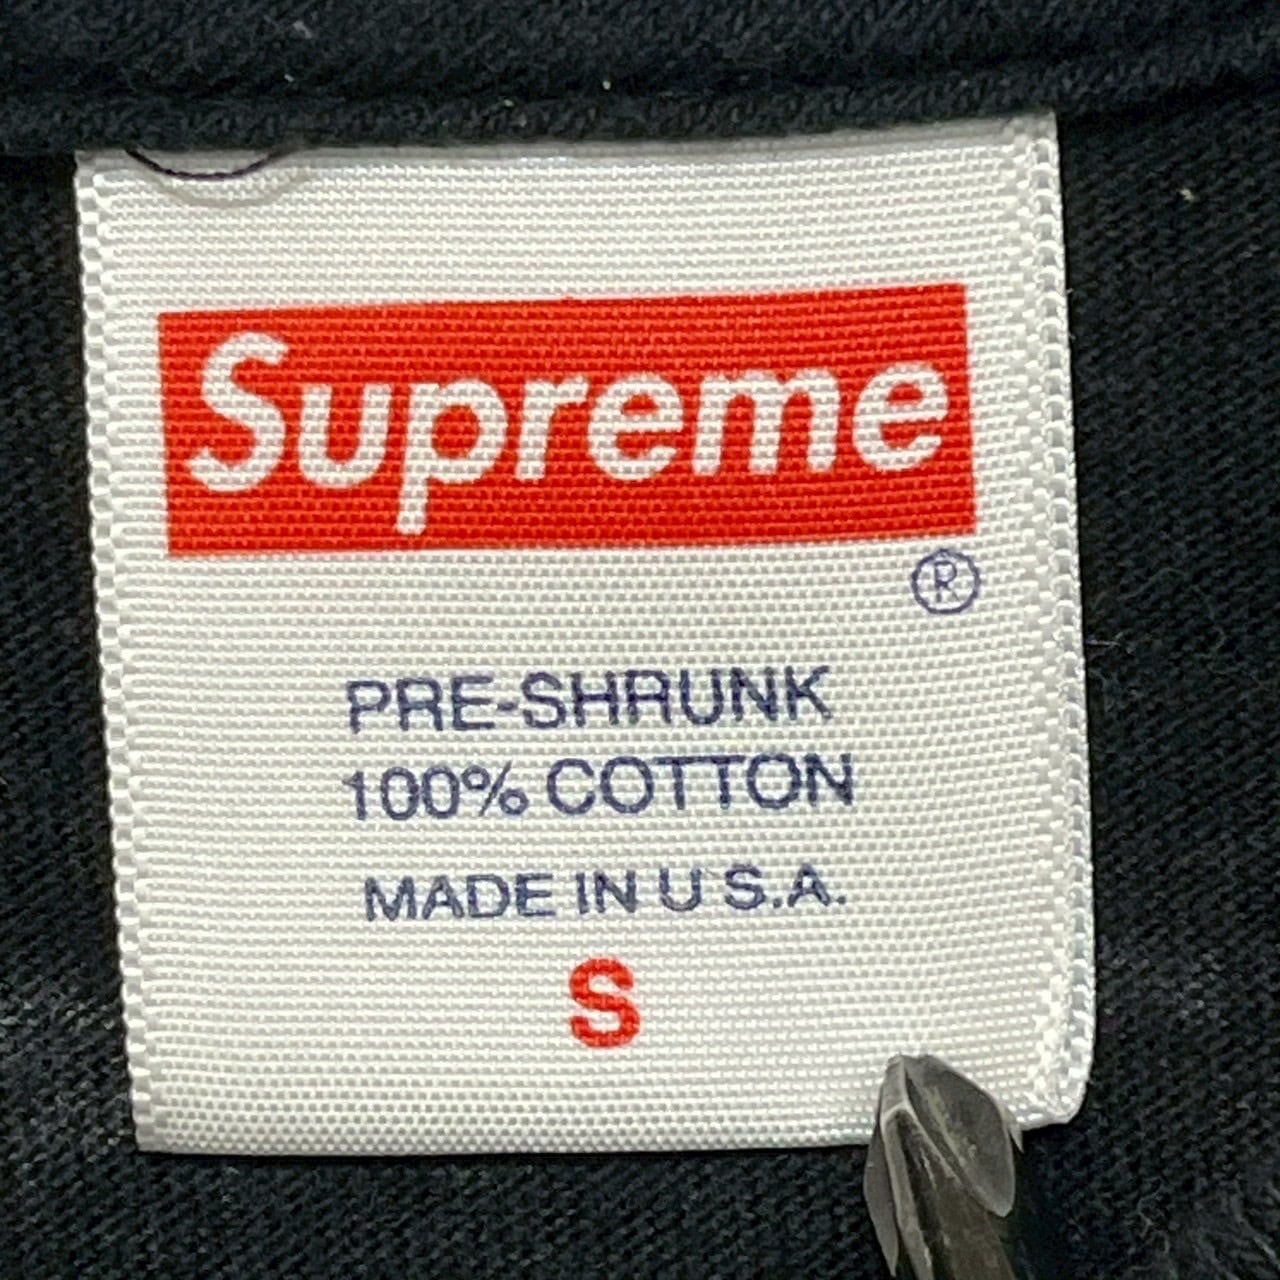 Supreme
®
PRE-SHRUNK
100% COTTON
MADE IN U S.A.
S